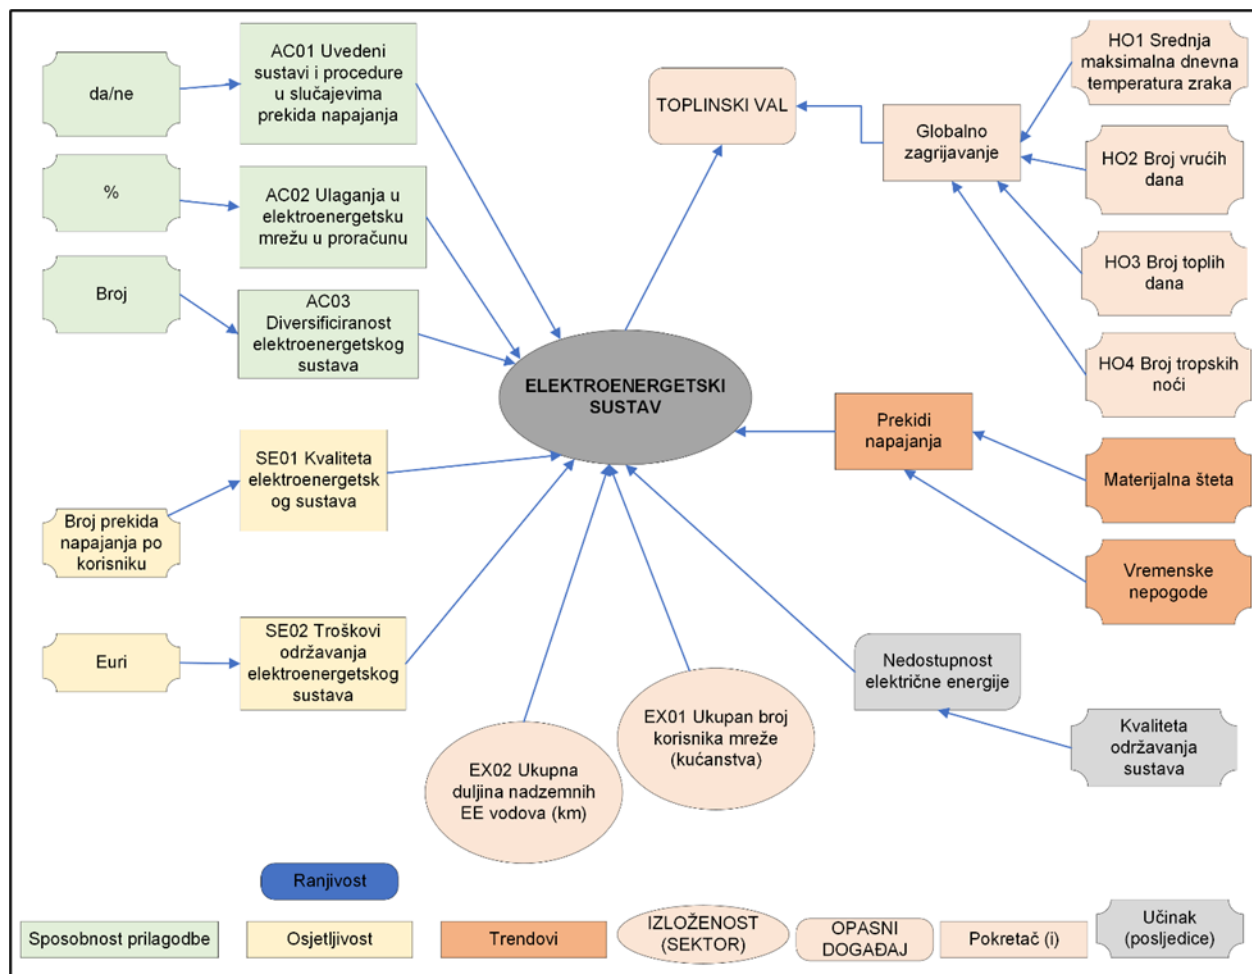 da/ne
AC01 Uvedeni
sustavi i procedure
u slučajevima
prekida napajanja
TOPLINSKI VAL
Globalno
zagrijavanje
HO1 Srednja
maksimalna dnevna
temperatura zraka
%
AC02 Ulaganja u
elektroenergetsku
mrežu u proračunu
HO2 Broj vrućih
dana
Broj
AC03
Diversificiranost
elektroenergetskog
sustava
HO3 Broj toplih
dana
HO4 Broj tropskih
noći
ELEKTROENERGETSKI
SUSTAV
Prekidi
napajanja
Materijalna šteta
Vremenske
nepogode
SE01 Kvaliteta
elektroenergetsk
og sustava
Broj prekida
napajanja po
korisniku
Euri
SE02 Troškovi
održavanja
elektroenergetskog
sustava
EX02 Ukupna
duljina nadzemnih
EE vodova (km)
EX01 Ukupan broj
korisnika mreže
(kućanstva)
Nedostupnost
električne energije
Kvaliteta
održavanja
sustava
Ranjivost
Sposobnost prilagodbe
Osjetljivost
Trendovi
IZLOŽENOST
(SEKTOR)
OPASNI
DOGAĐAJ
Pokretač (i)
Učinak
(posljedice)